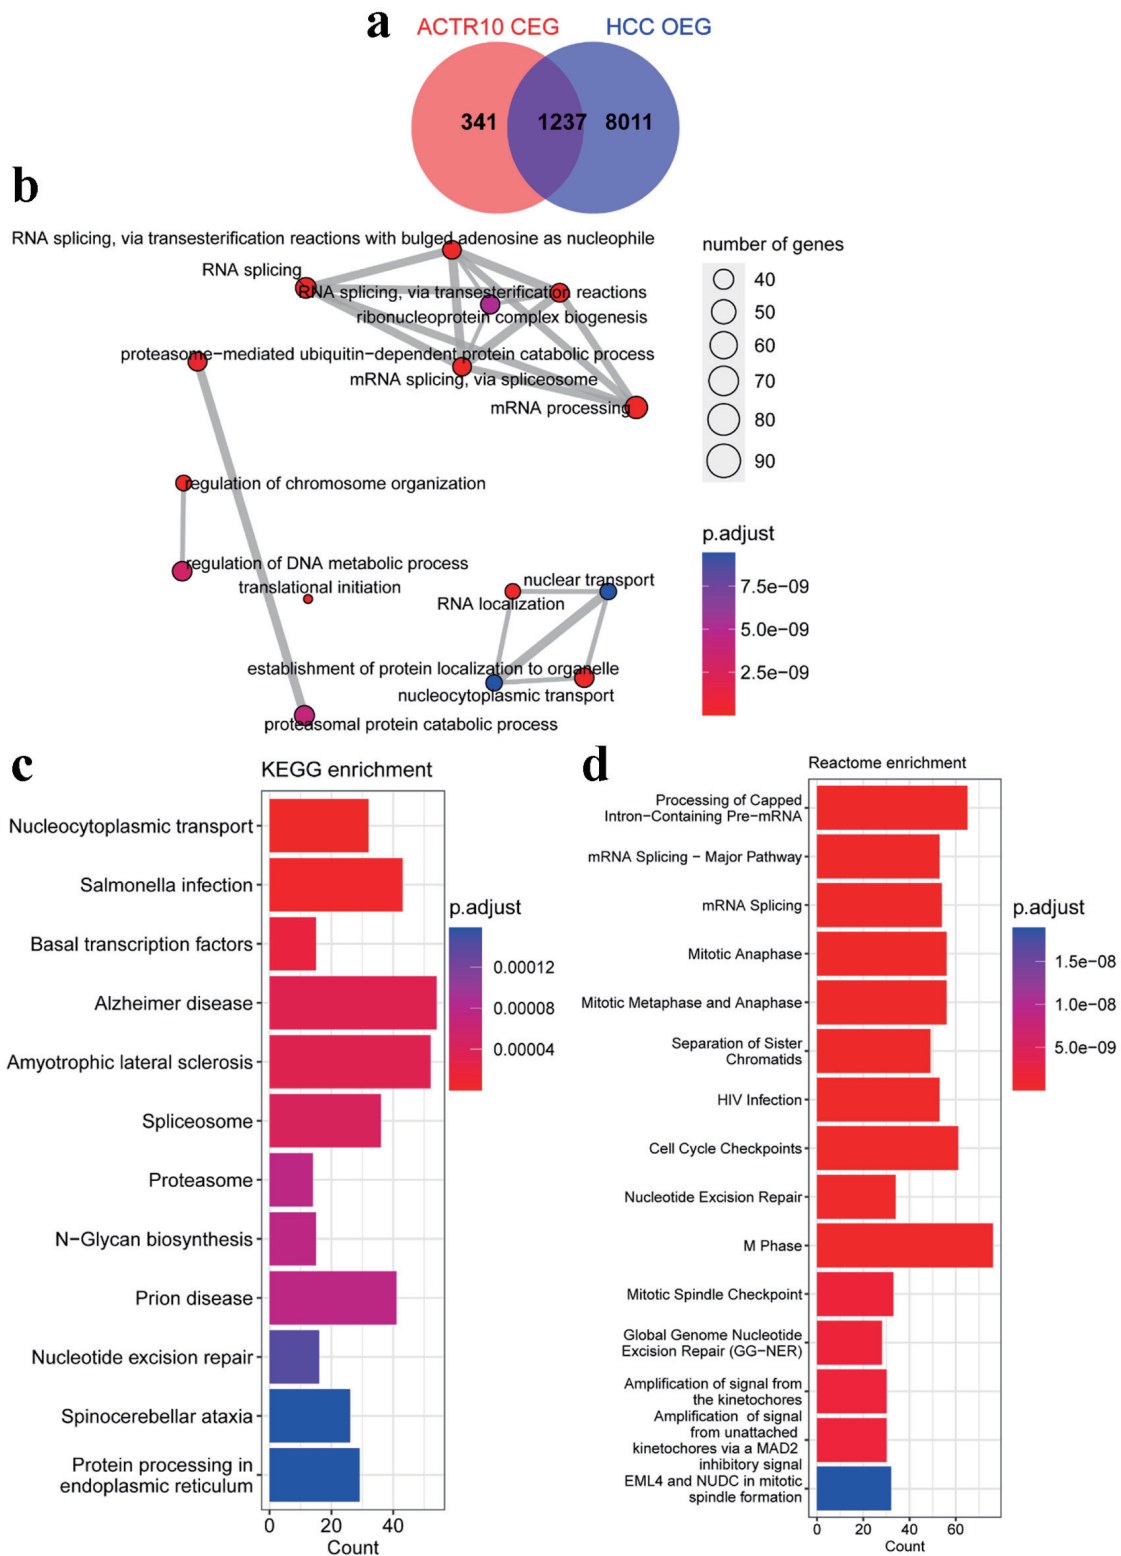 a
ACTR10 CEG
HCC OEG
341
1237
8011
b
RNA splicing, via transesterification reactions with bulged adenosine as nucleophile
RNA splicing
RNA splicing, via transesterification reactions
ribonucleoprotein complex biogenesis
proteasome−mediated ubiquitin−dependent protein catabolic process
mRNA splicing, via spliceosome
mRNA processing
regulation of chromosome organization
regulation of DNA metabolic process
translational initiation
nuclear transport
RNA localization
establishment of protein localization to organelle
nucleocytoplasmic transport
proteasomal protein catabolic process
number of genes
40
50
60
70
80
90
p.adjust
7.5e−09
5.0e−09
2.5e−09
c
KEGG enrichment
Nucleocytoplasmic transport
Salmonella infection
Basal transcription factors
Alzheimer disease
Amyotrophic lateral sclerosis
Spliceosome
Proteasome
N−Glycan biosynthesis
Prion disease
Nucleotide excision repair
Spinocerebellar ataxia
Protein processing in
endoplasmic reticulum
0
20
40
Count
p.adjust
0.00012
0.00008
0.00004
d
Reactome enrichment
Processing of Capped
Intron−Containing Pre−mRNA
mRNA Splicing − Major Pathway
mRNA Splicing
Mitotic Anaphase
Mitotic Metaphase and Anaphase
Separation of Sister
Chromatids
HIV Infection
Cell Cycle Checkpoints
Nucleotide Excision Repair
M Phase
Mitotic Spindle Checkpoint
Global Genome Nucleotide
Excision Repair (GG−NER)
Amplification of signal from
the kinetochores
Amplification of signal
from unattached
kinetochores via a MAD2
inhibitory signal
EML4 and NUDC in mitotic
spindle formation
0
20
40
60
Count
p.adjust
1.5e−08
1.0e−08
5.0e−09